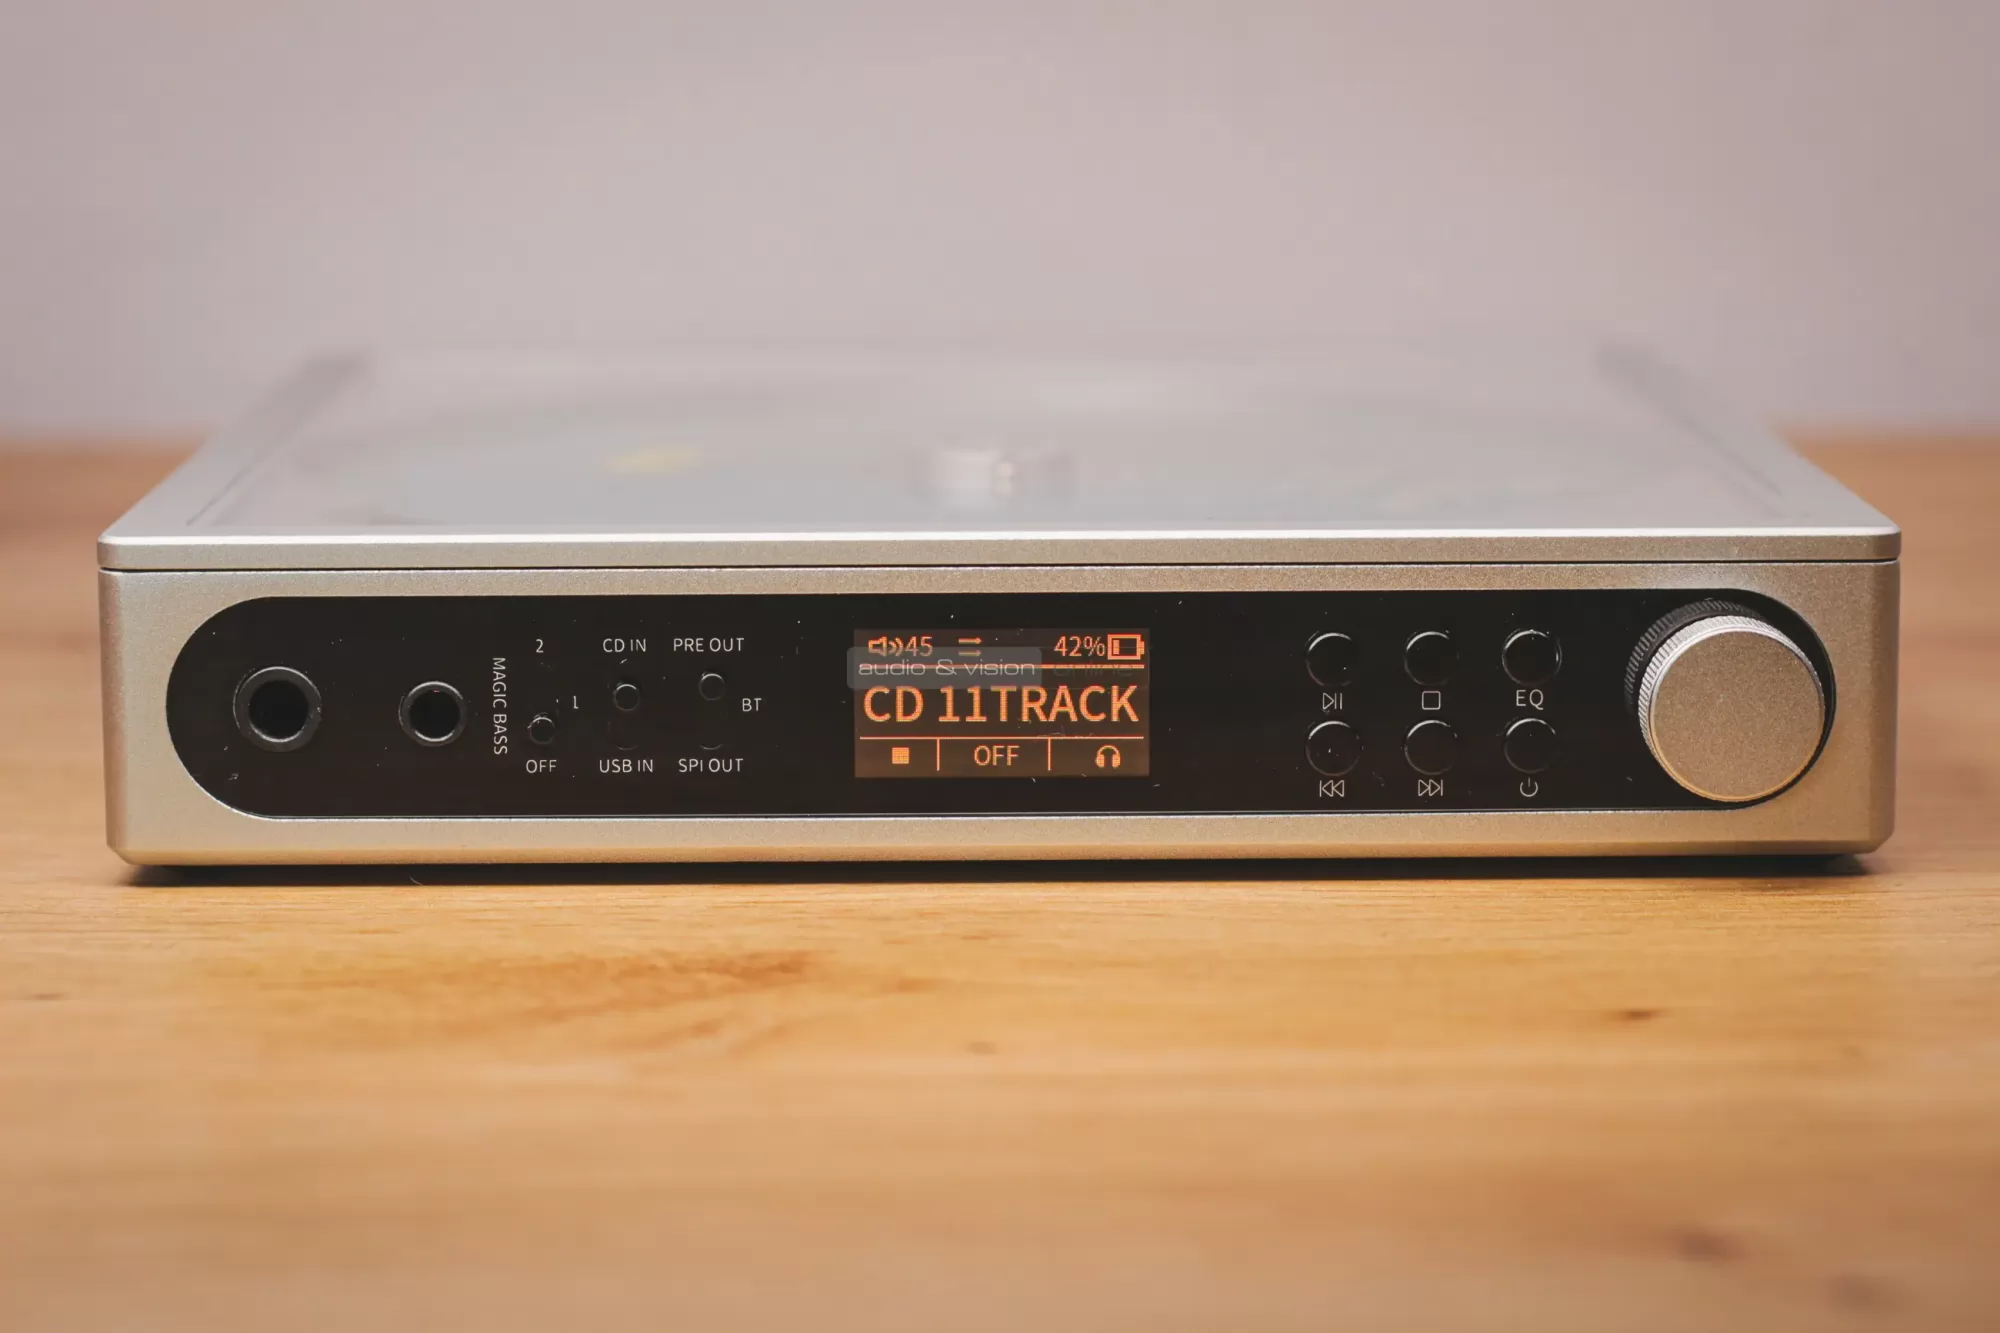 2 CD IN PRE OUT
MAGIC BASS
1 BT
OFF USB IN SPI OUT
45 42%
audio & vision online
CD 11TRACK
OFF
EQ